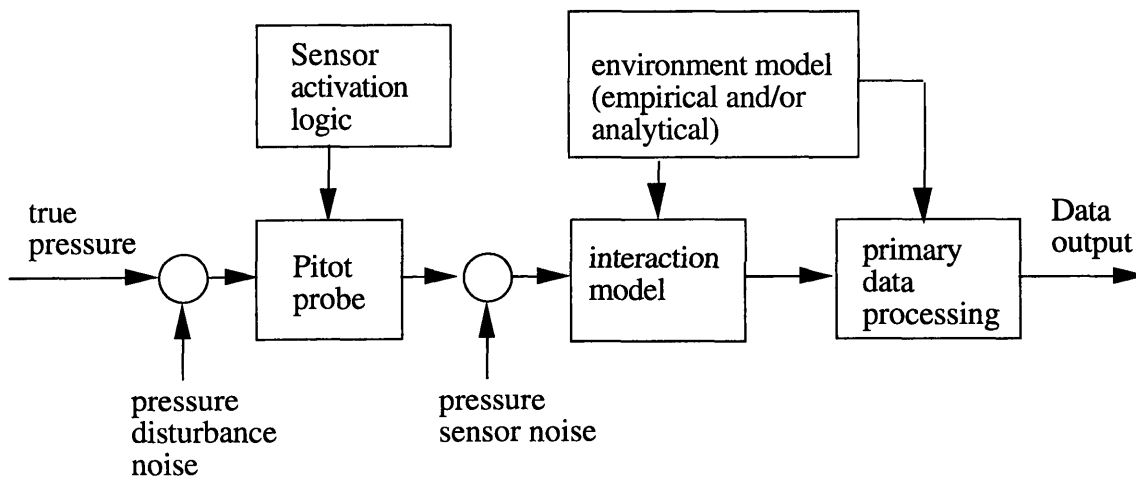 Sensor
activation
logic
environment model
(empirical and/or
analytical)
true
pressure
Pitot
probe
interaction
model
primary
data
processing
Data
output
pressure
disturbance
noise
pressure
sensor noise